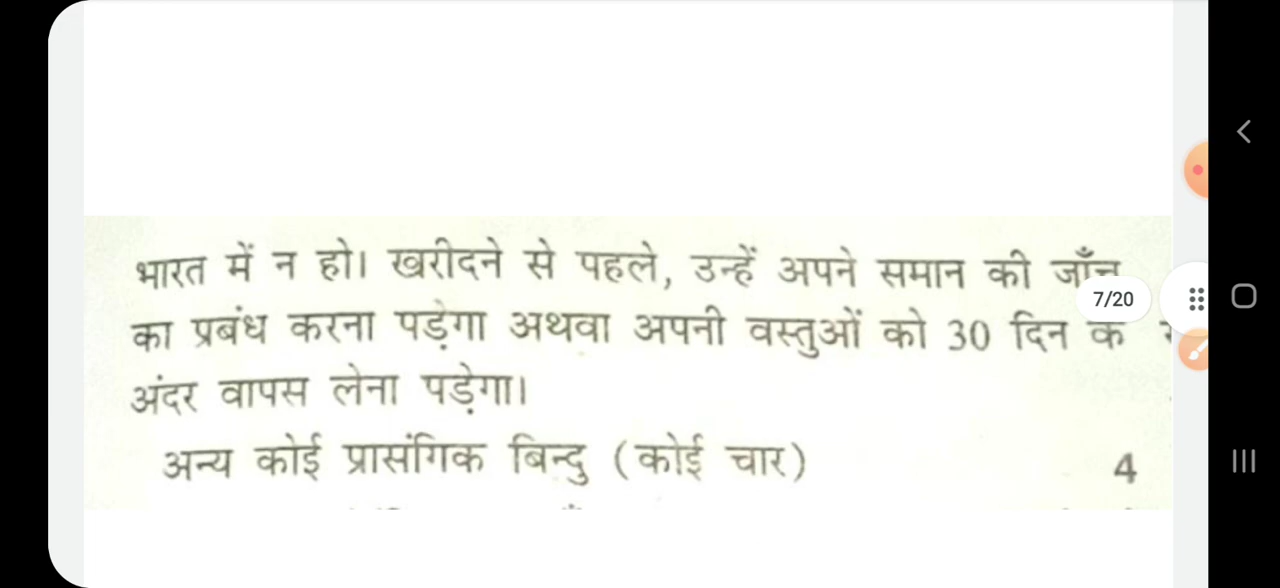 भारत में न हो। खरीदने से पहले, उन्हें अपने समान की जाँच
7/20
का प्रबंध करना पड़ेगा अथवा अपनी वस्तुओं को 30 दिन के
अंदर वापस लेना पड़ेगा।
अन्य कोई प्रासंगिक बिन्दु (कोई चार) 4